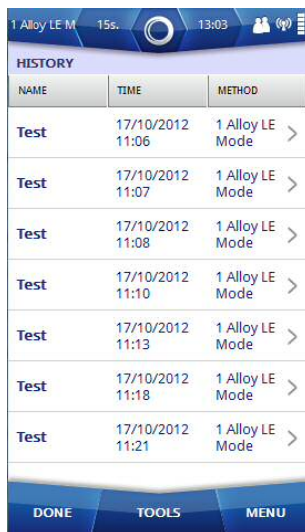 1 Alloy LE M 15s. 13:03
HISTORY
NAME TIME METHOD
Test 17/10/2012 11:06 1 Alloy LE Mode
Test 17/10/2012 11:07 1 Alloy LE Mode
Test 17/10/2012 11:08 1 Alloy LE Mode
Test 17/10/2012 11:10 1 Alloy LE Mode
Test 17/10/2012 11:13 1 Alloy LE Mode
Test 17/10/2012 11:18 1 Alloy LE Mode
Test 17/10/2012 11:21 1 Alloy LE Mode
DONE TOOLS MENU